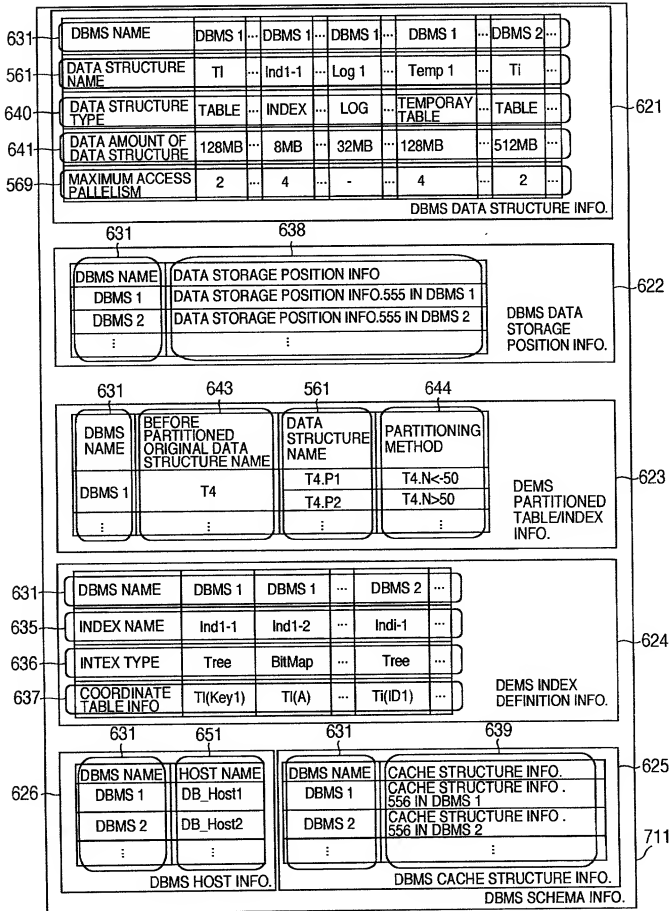 631 DBMS NAME DBMS 1 ... DBMS 1 ... DBMS 1 ... DBMS 1 ... DBMS 2 ...
561 DATA STRUCTURE NAME Tl ... Ind1-1 ... Log 1 ... Temp 1 ... Ti ...
640 DATA STRUCTURE TYPE TABLE ... INDEX ... LOG ... TEMPORAY TABLE ... TABLE ...
621
641 DATA AMOUNT OF DATA STRUCTURE 128MB ... 8MB ... 32MB ... 128MB ... 512MB ...
569 MAXIMUM ACCESS PALLELISM 2 ... 4 ... - ... 4 ... 2 ...
DBMS DATA STRUCTURE INFO.
631 638
DBMS NAME DATA STORAGE POSITION INFO
DBMS 1 DATA STORAGE POSITION INFO.555 IN DBMS 1
DBMS 2 DATA STORAGE POSITION INFO.555 IN DBMS 2
⋮ ⋮
622
DBMS DATA
STORAGE
POSITION INFO.
631 643 561 644
DBMS NAME BEFORE PARTITIONED ORIGINAL DATA STRUCTURE NAME DATA STRUCTURE NAME PARTITIONING METHOD
DBMS 1 T4 T4.P1 T4.N<-50
T4.P2 T4.N>50
⋮ ⋮ ⋮ ⋮
623
DEMS
PARTITIONED
TABLE/INDEX
INFO.
631 DBMS NAME DBMS 1 DBMS 1 ... DBMS 2 ...
635 INDEX NAME Ind1-1 Ind1-2 ... Indi-1 ...
624
636 INTEX TYPE Tree BitMap ... Tree ...
637 COORDINATE TABLE INFO Tl(Key1) Tl(A) ... Ti(ID1) ...
DEMS INDEX
DEFINITION INFO.
631 651
626
DBMS NAME HOST NAME
DBMS 1 DB_Host1
DBMS 2 DB_Host2
⋮ ⋮
DBMS HOST INFO.
631 639
625
DBMS NAME CACHE STRUCTURE INFO.
DBMS 1 CACHE STRUCTURE INFO . 556 IN DBMS 1
DBMS 2 CACHE STRUCTURE INFO . 556 IN DBMS 2
⋮ ⋮
711
DBMS CACHE STRUCTURE INFO.
DBMS SCHEMA INFO.